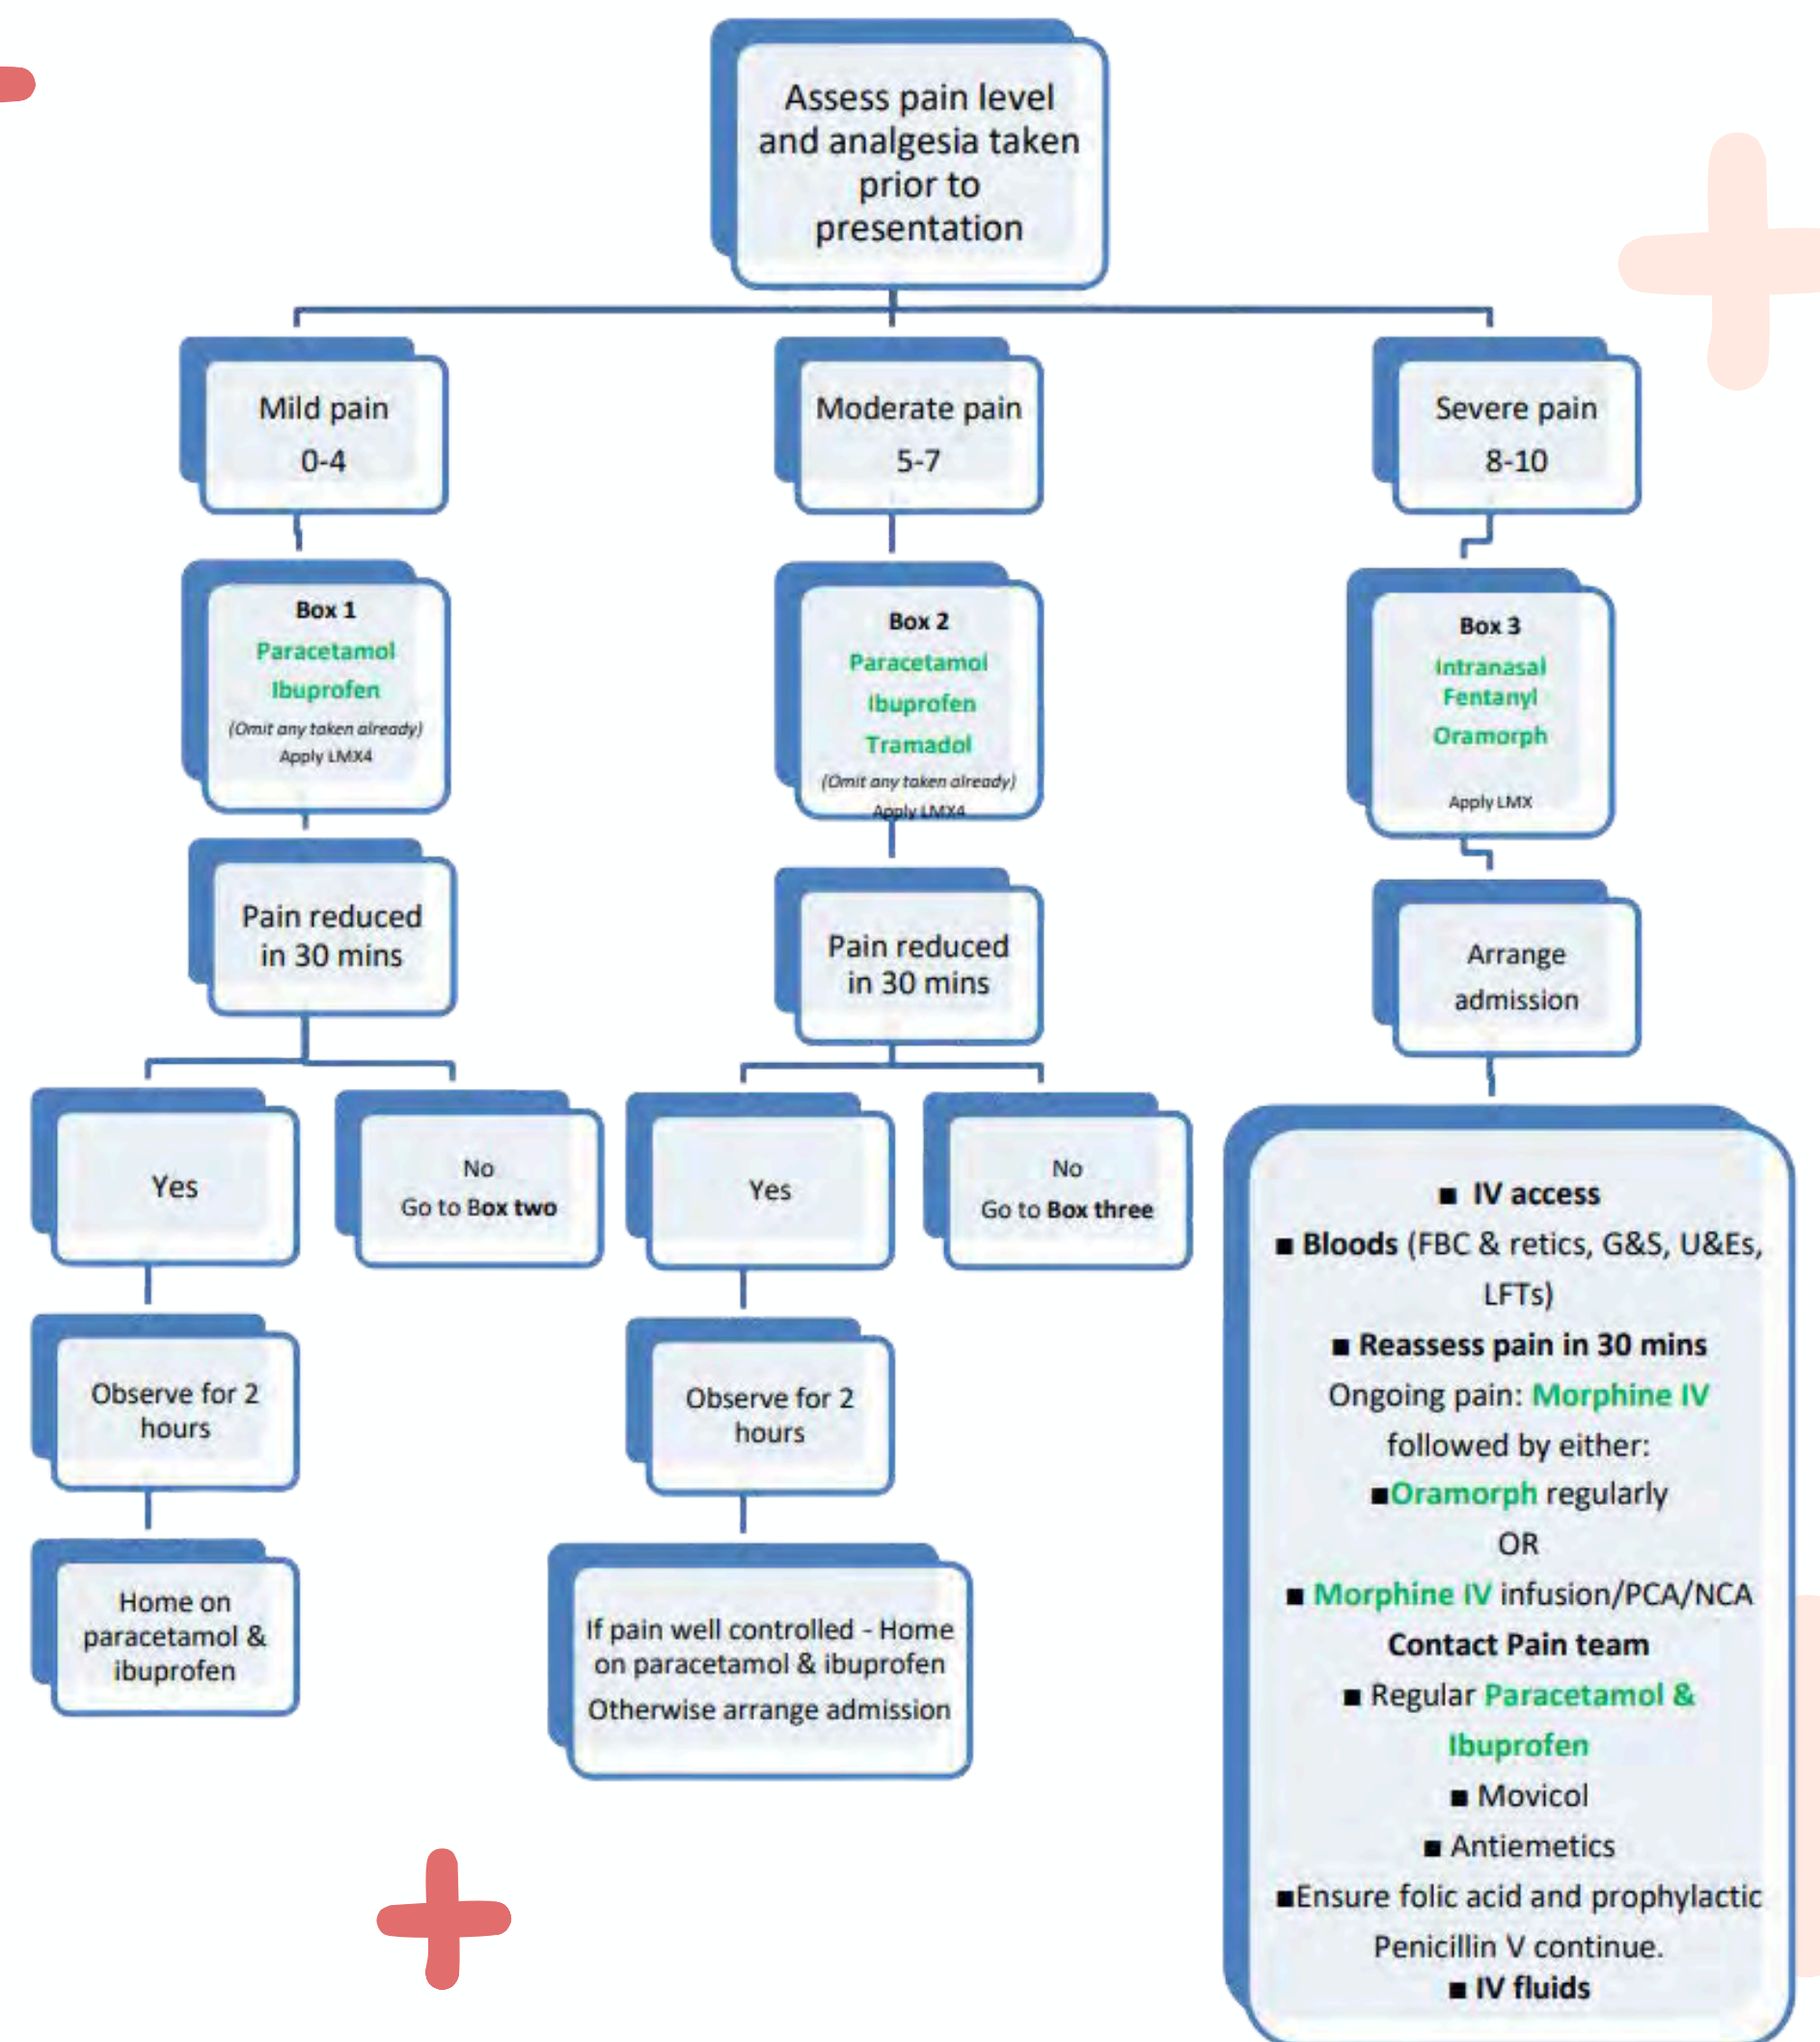 Assess pain level
and analgesia taken
prior to
presentation
Mild pain
0-4
Moderate pain
5-7
Severe pain
8-10
Box 1
Paracetamol
Ibuprofen
(Omit any taken already)
Apply LMX4
Box 2
Paracetamol
Ibuprofen
Tramadol
(Omit any taken already)
Apply LMX4
Box 3
Intranasal
Fentanyl
Oramorph
Apply LMX
Pain reduced
in 30 mins
Pain reduced
in 30 mins
Arrange
admission
Yes
No
Go to Box two
Yes
No
Go to Box three
Observe for 2
hours
Observe for 2
hours
Home on
paracetamol &
ibuprofen
If pain well controlled - Home
on paracetamol & ibuprofen
Otherwise arrange admission
■ IV access
■ Bloods (FBC & retics, G&S, U&Es,
LFTs)
■ Reassess pain in 30 mins
Ongoing pain: Morphine IV
followed by either:
■Oramorph regularly
OR
■ Morphine IV infusion/PCA/NCA
Contact Pain team
■ Regular Paracetamol &
Ibuprofen
■ Movicol
■ Antiemetics
■Ensure folic acid and prophylactic
Penicillin V continue.
■ IV fluids